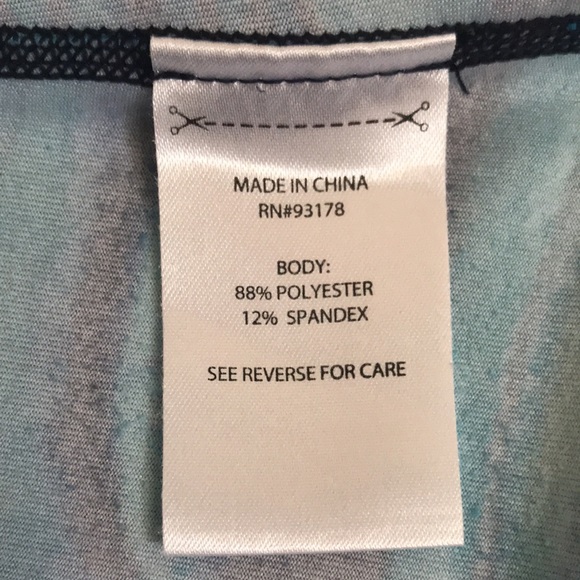 MADE IN CHINA
RN#93178
BODY:
88% POLYESTER
12% SPANDEX
SEE REVERSE FOR CARE